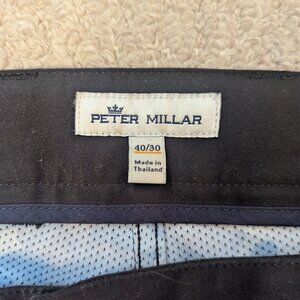 PETER MILLAR
40/30
Made in
Thailand